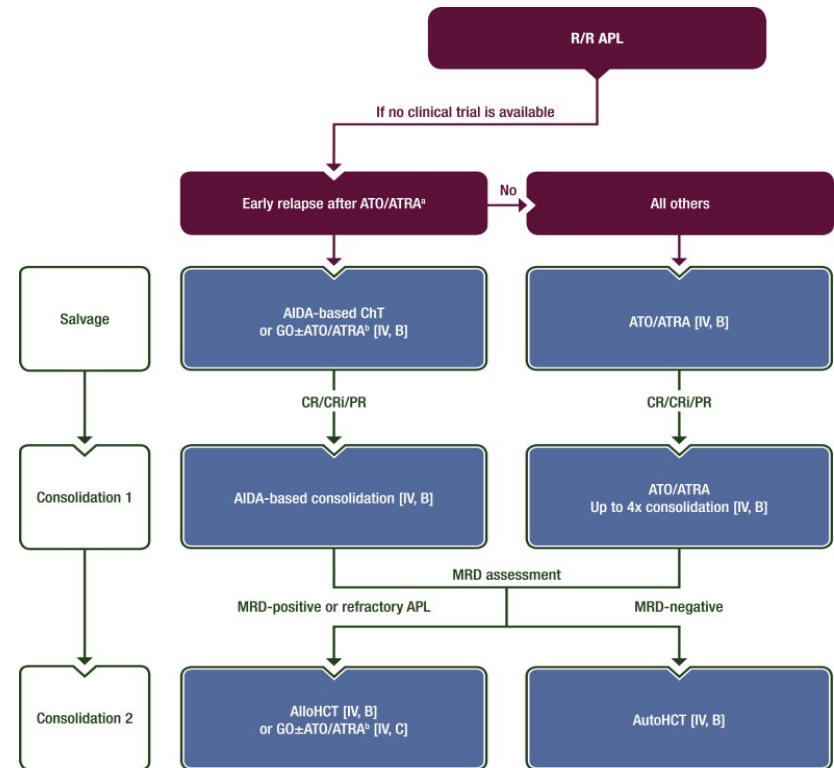 R/R APL
If no clinical trial is available
Early relapse after ATO/ATRAᵃ
No
All others
Salvage
AIDA-based ChT
or GO±ATO/ATRAᵇ [IV, B]
ATO/ATRA [IV, B]
CR/CRi/PR
CR/CRi/PR
Consolidation 1
AIDA-based consolidation [IV, B]
ATO/ATRA
Up to 4x consolidation [IV, B]
MRD assessment
MRD-positive or refractory APL
MRD-negative
Consolidation 2
AlloHCT [IV, B]
or GO±ATO/ATRAᵇ [IV, C]
AutoHCT [IV, B]